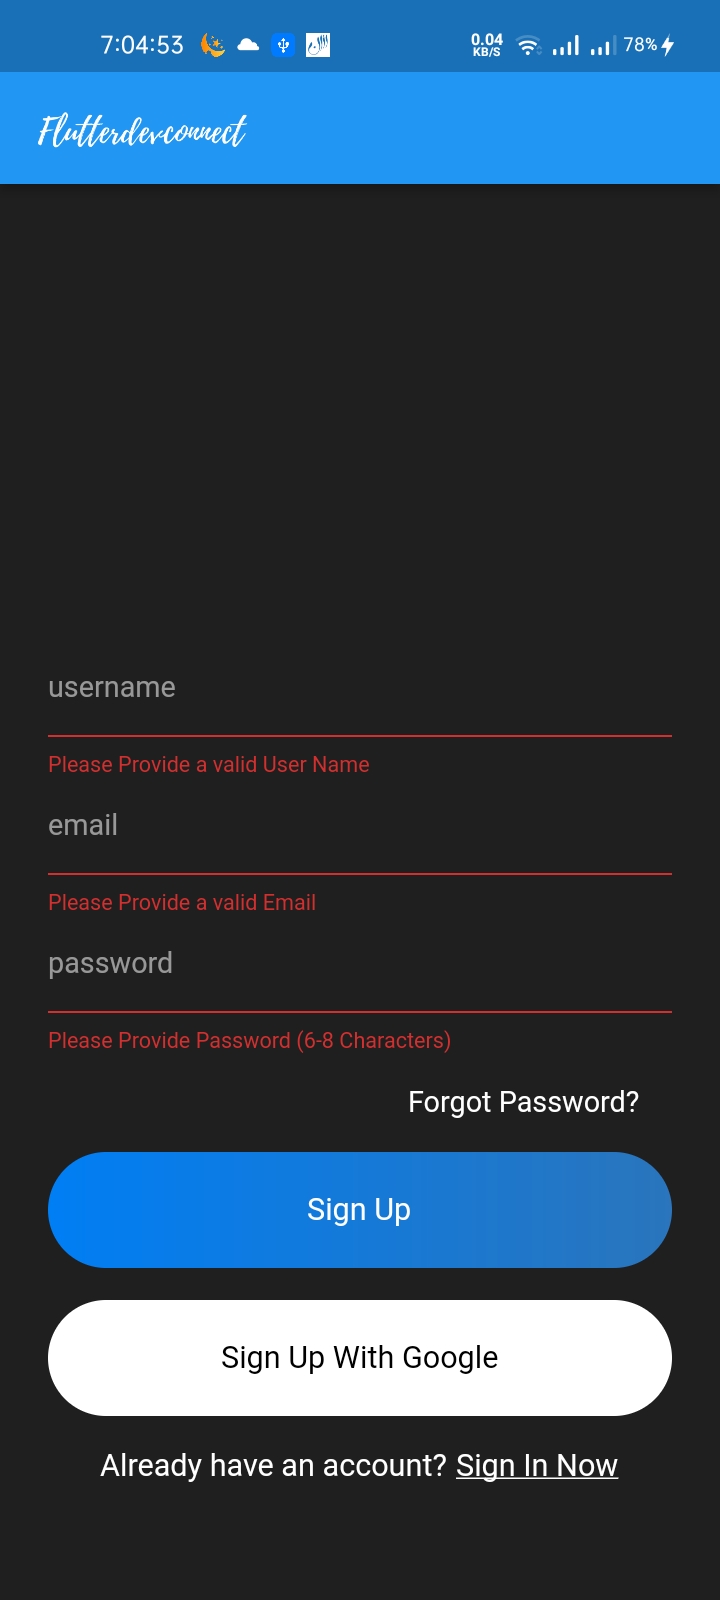 7:04:53
0.04
KB/S
78%
Flutterdevconnect
username
Please Provide a valid User Name
email
Please Provide a valid Email
password
Please Provide Password (6-8 Characters)
Forgot Password?
Sign Up
Sign Up With Google
Already have an account? Sign In Now